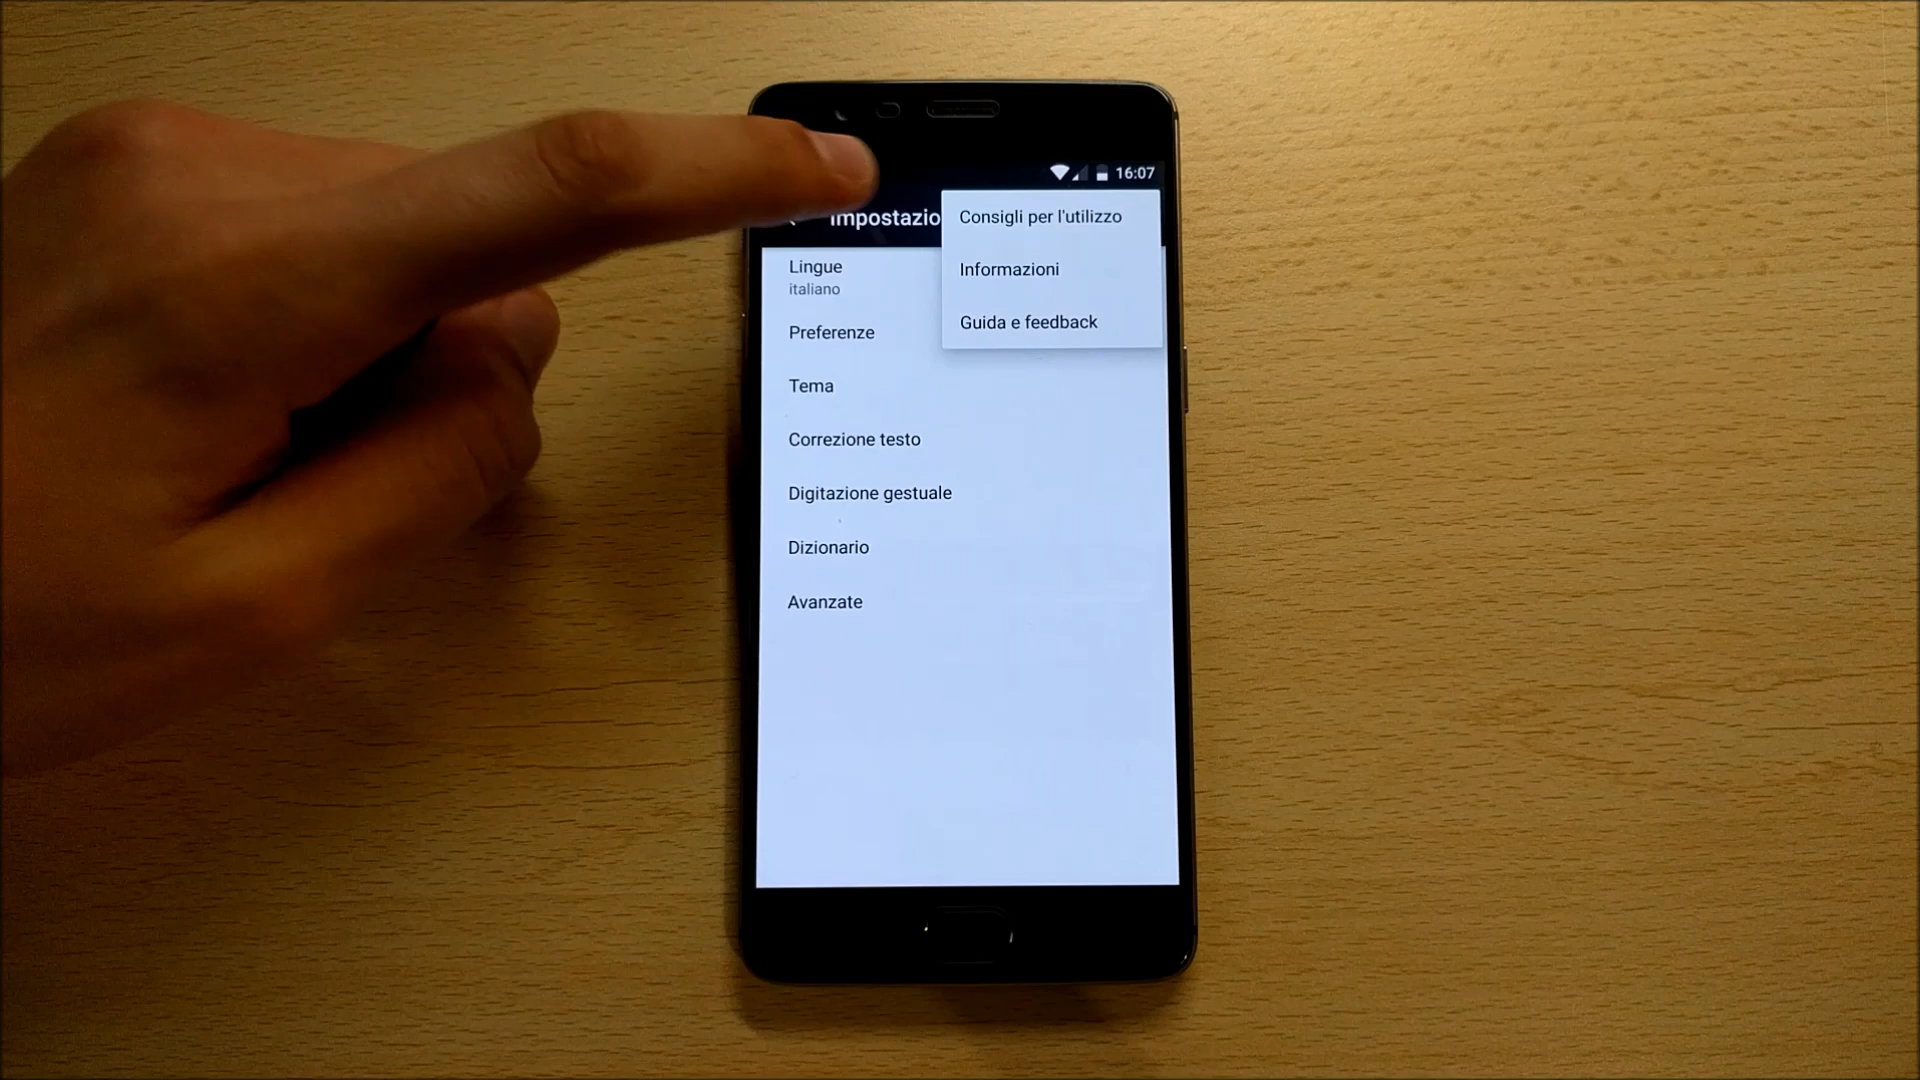 16:07
Impostazio
Consigli per l'utilizzo
Informazioni
Guida e feedback
Lingue
italiano
Preferenze
Tema
Correzione testo
Digitazione gestuale
Dizionario
Avanzate